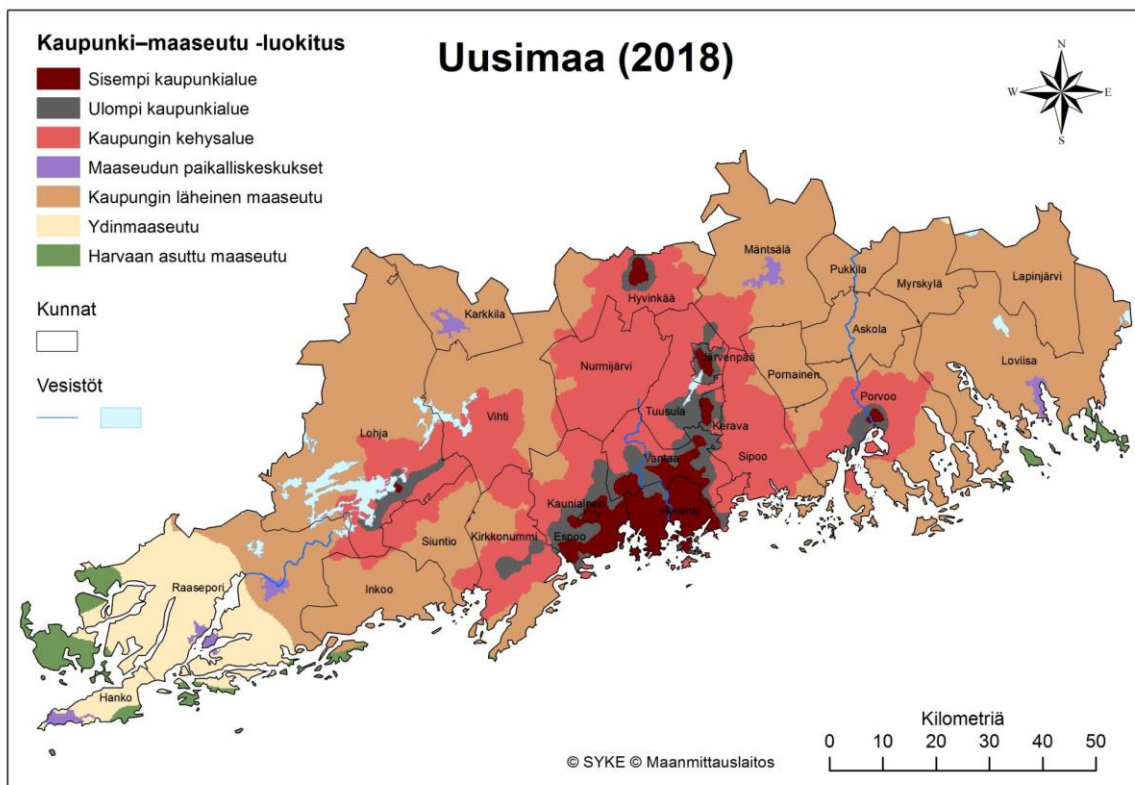 Uusimaa (2018)
Kaupunki–maaseutu -luokitus
Sisempi kaupunkialue
Ulompi kaupunkialue
Kaupungin kehysalue
Maaseudun paikalliskeskukset
Kaupungin läheinen maaseutu
Ydinmaaseutu
Harvaan asuttu maaseutu
Kunnat
Vesistöt
N
W E
S
Mäntsälä
Pukkila
Myrskylä
Lapinjärvi
Hyvinkää
Karkkila
Askola
Järvenpää
Loviisa
Nurmijärvi
Pornainen
Porvoo
Vihti
Tuusula
Kerava
Lohja
Vantaa
Sipoo
Kauniainen
Helsinki
Siuntio
Kirkkonummi
Espoo
Raasepori
Inkoo
Hanko
Kilometriä
0 10 20 30 40 50
© SYKE © Maanmittauslaitos